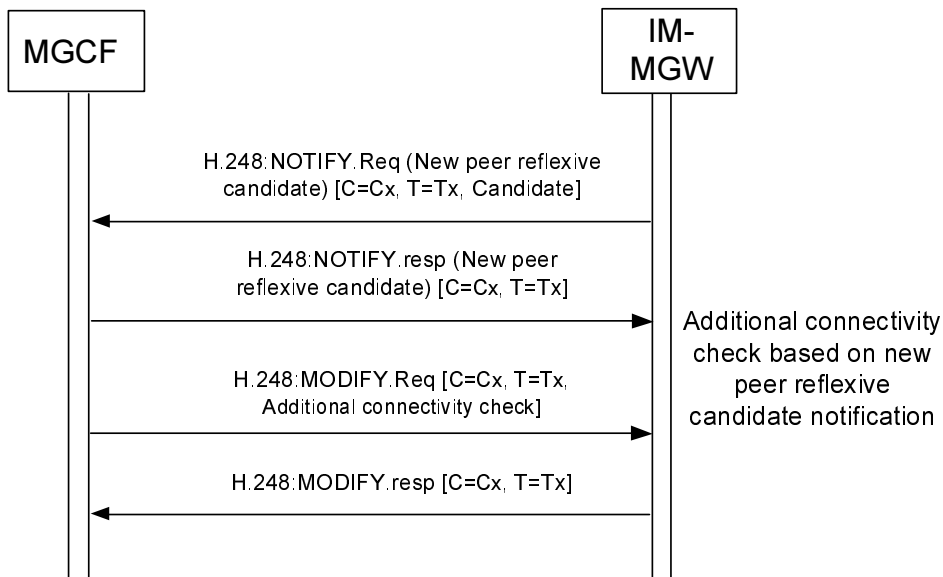 MGCF
IM-
MGW
H.248:NOTIFY.Req (New peer reflexive
candidate) [C=Cx, T=Tx, Candidate]
H.248:NOTIFY.resp (New peer
reflexive candidate) [C=Cx, T=Tx]
Additional connectivity
check based on new
peer reflexive
candidate notification
H.248:MODIFY.Req [C=Cx, T=Tx,
Additional connectivity check]
H.248:MODIFY.resp [C=Cx, T=Tx]